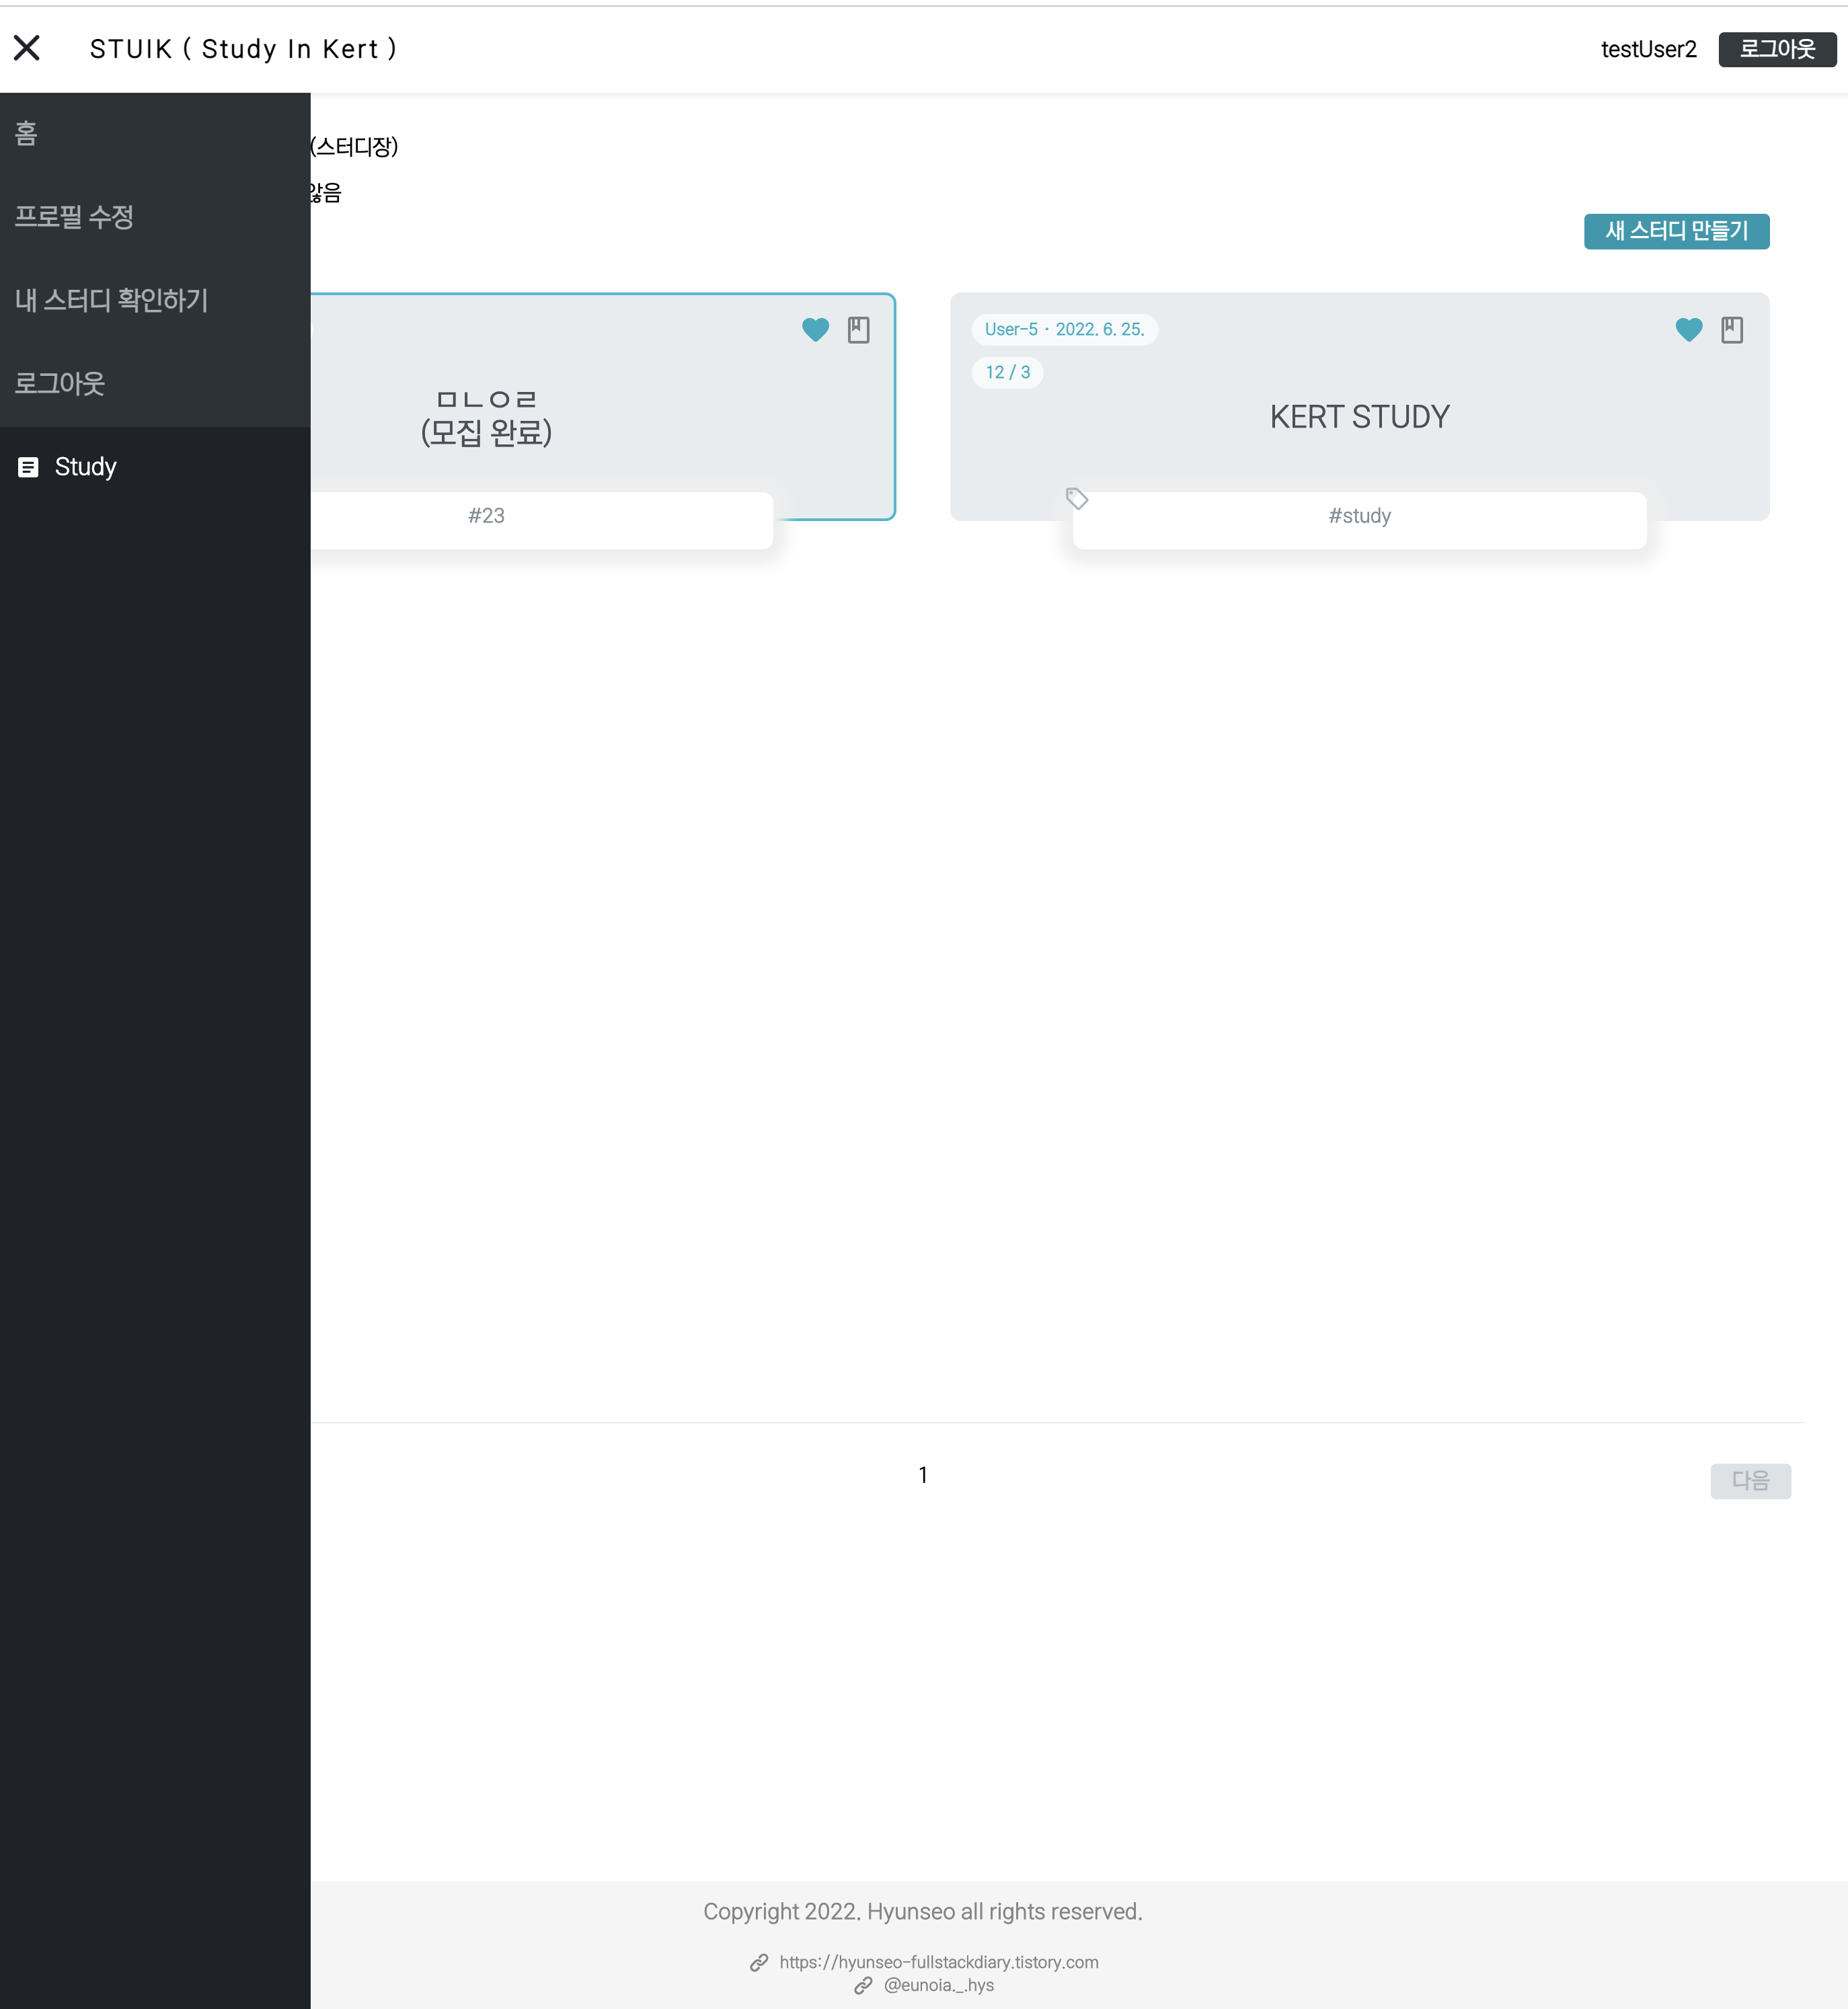 STUIK ( Study In Kert )
testUser2
로그아웃
홈
프로필 수정
내 스터디 확인하기
로그아웃
Study
(스터디장)
않음
새 스터디 만들기
ㅁㄴㅇㄹ
(모집 완료)
#23
User-5 · 2022. 6. 25.
12 / 3
KERT STUDY
#study
1
다음
Copyright 2022. Hyunseo all rights reserved.
https://hyunseo-fullstackdiary.tistory.com
@eunoia._.hys